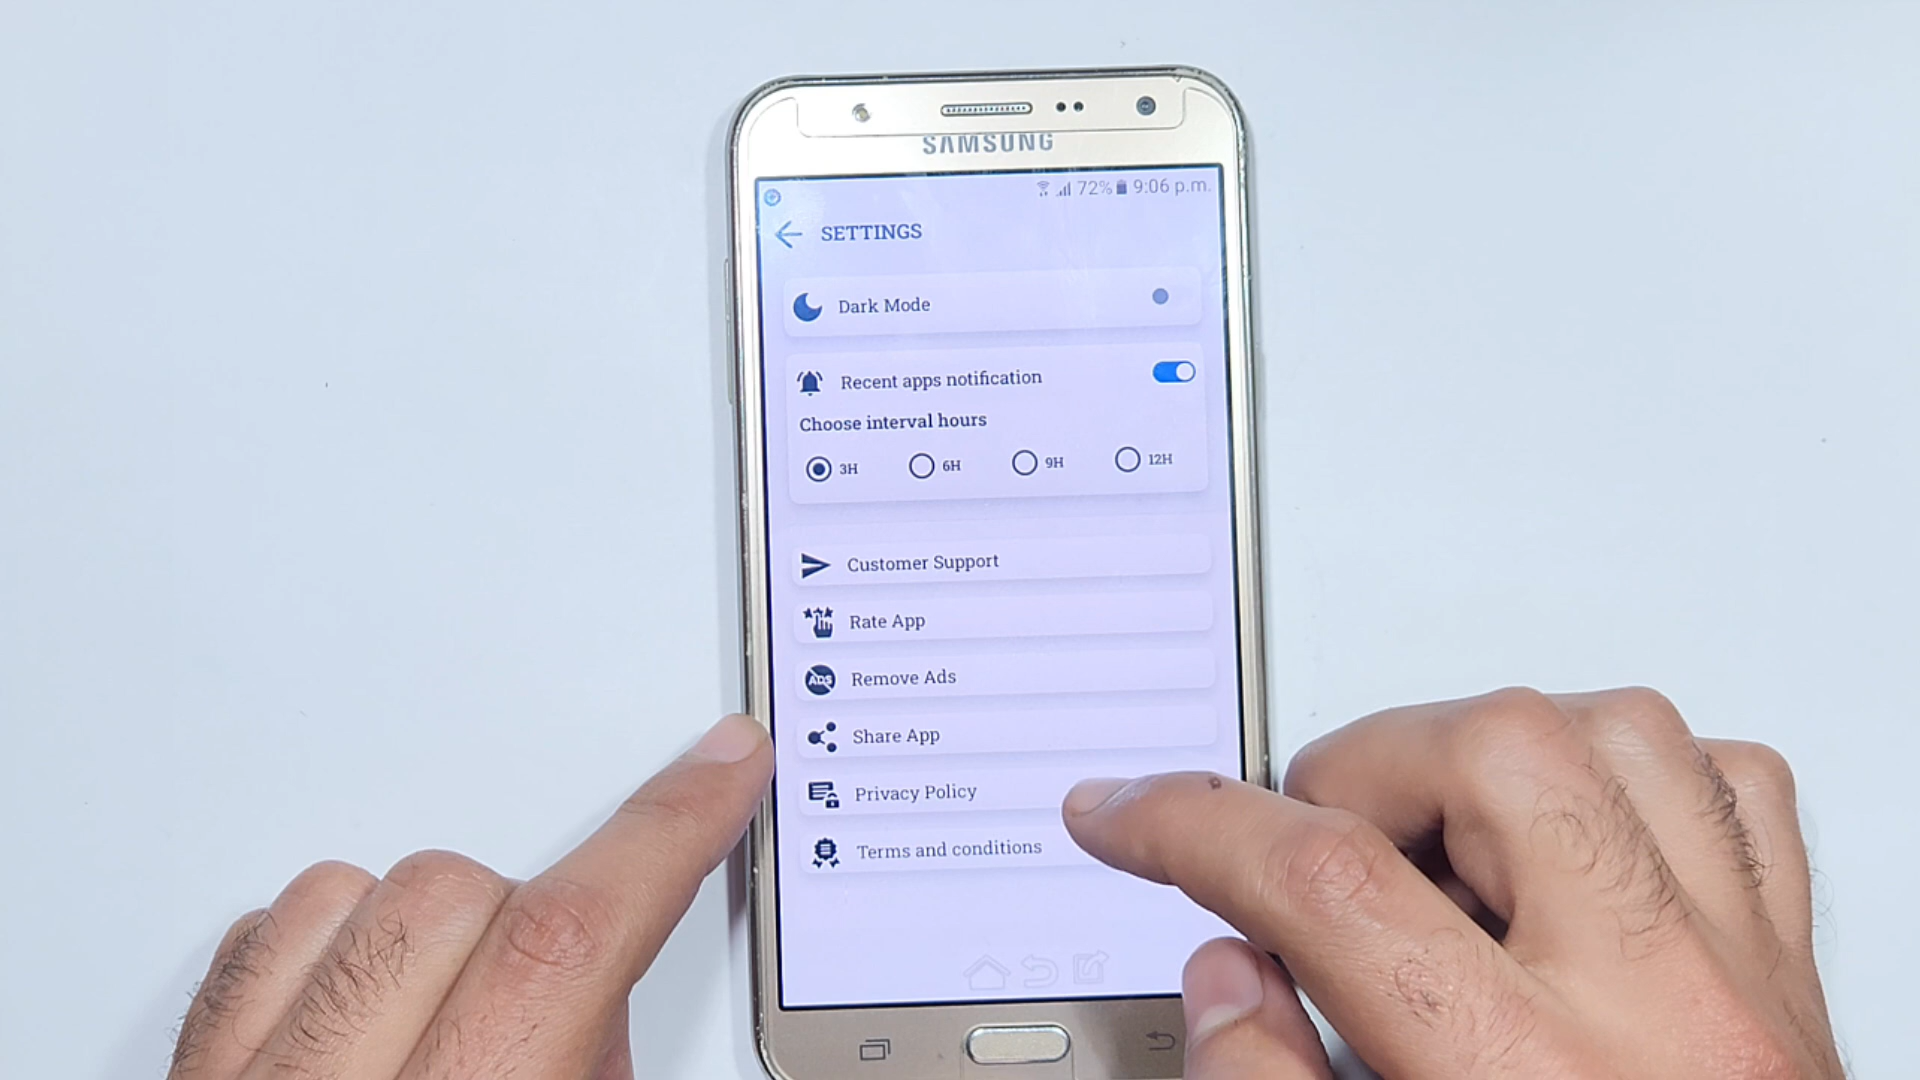 SAMSUNG
72% 9:06 p.m.
SETTINGS
Dark Mode
Recent apps notification
Choose interval hours
3H 6H 9H 12H
Customer Support
Rate App
ADS Remove Ads
Share App
Privacy Policy
Terms and conditions